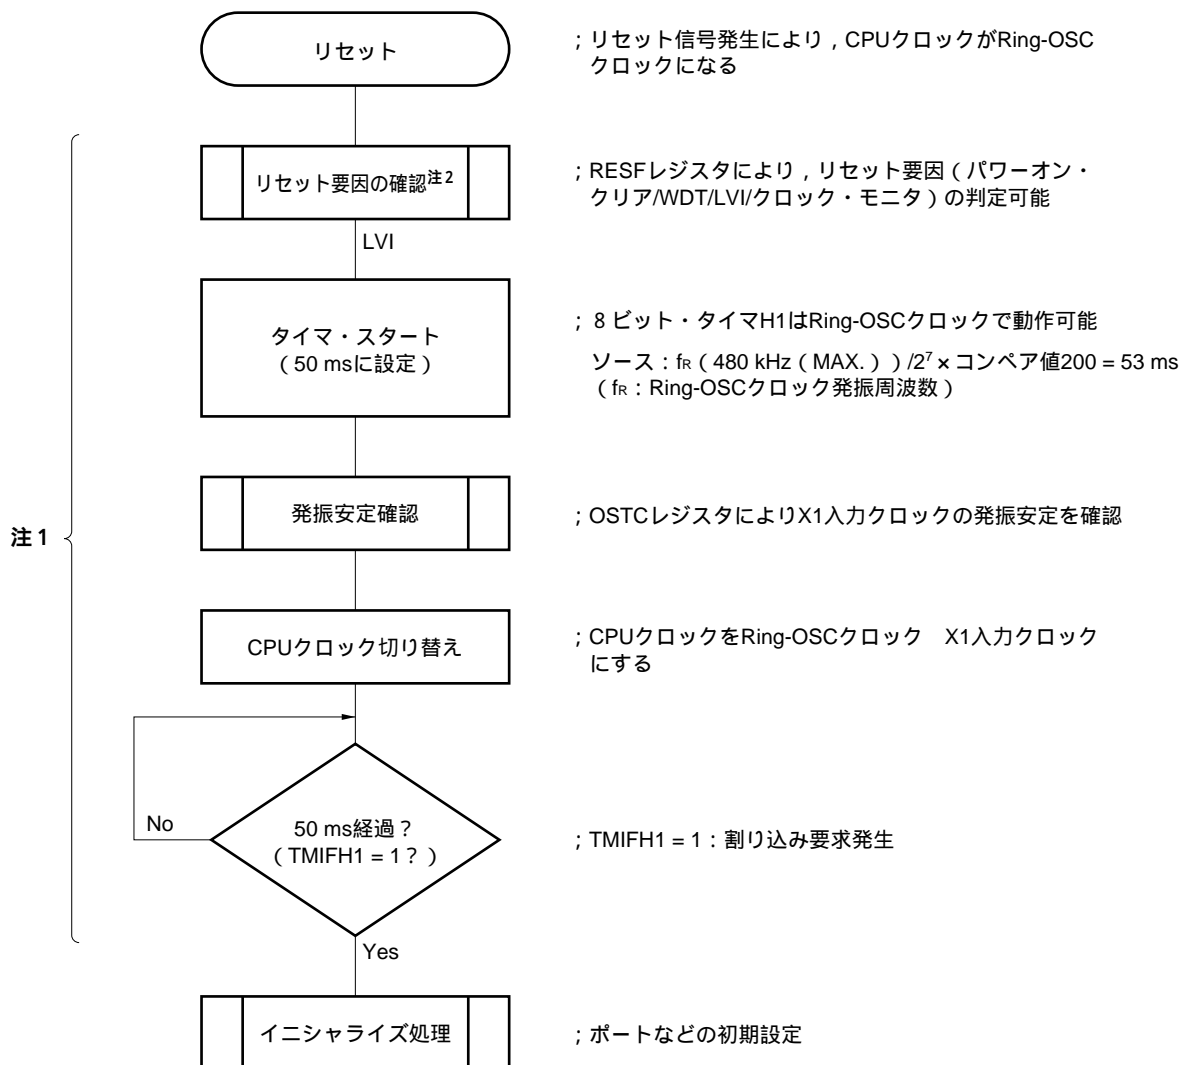 リセット
；リセット信号発生により，CPUクロックがRing-OSC
クロックになる
リセット要因の確認注2
；RESFレジスタにより，リセット要因（パワーオン・
クリア/WDT/LVI/クロック・モニタ）の判定可能
LVI
タイマ・スタート
（50 msに設定）
；8ビット・タイマH1はRing-OSCクロックで動作可能
ソース：fR（480 kHz（MAX.））/2⁷×コンペア値200 = 53 ms
（fR：Ring-OSCクロック発振周波数）
発振安定確認
；OSTCレジスタによりX1入力クロックの発振安定を確認
注1
CPUクロック切り替え
；CPUクロックをRing-OSCクロック　X1入力クロック
にする
No
50 ms経過？
（TMIFH1 = 1？）
；TMIFH1 = 1：割り込み要求発生
Yes
イニシャライズ処理
；ポートなどの初期設定